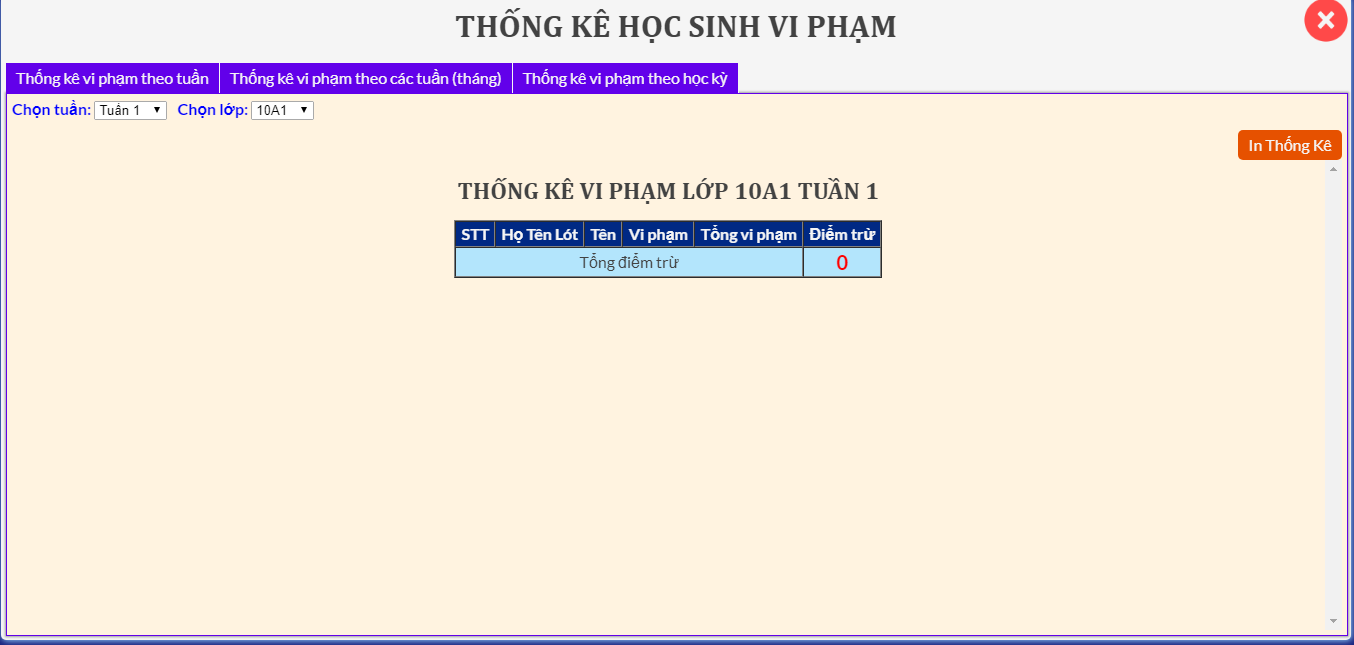 THỐNG KÊ HỌC SINH VI PHẠM
Thống kê vi phạm theo tuần Thống kê vi phạm theo các tuần (tháng) Thống kê vi phạm theo học kỳ
Chọn tuần: Tuần 1 Chọn lớp: 10A1
In Thống Kê
THỐNG KÊ VI PHẠM LỚP 10A1 TUẦN 1
STT Họ Tên Lót Tên Vi phạm Tổng vi phạm Điểm trừ
Tổng điểm trừ 0